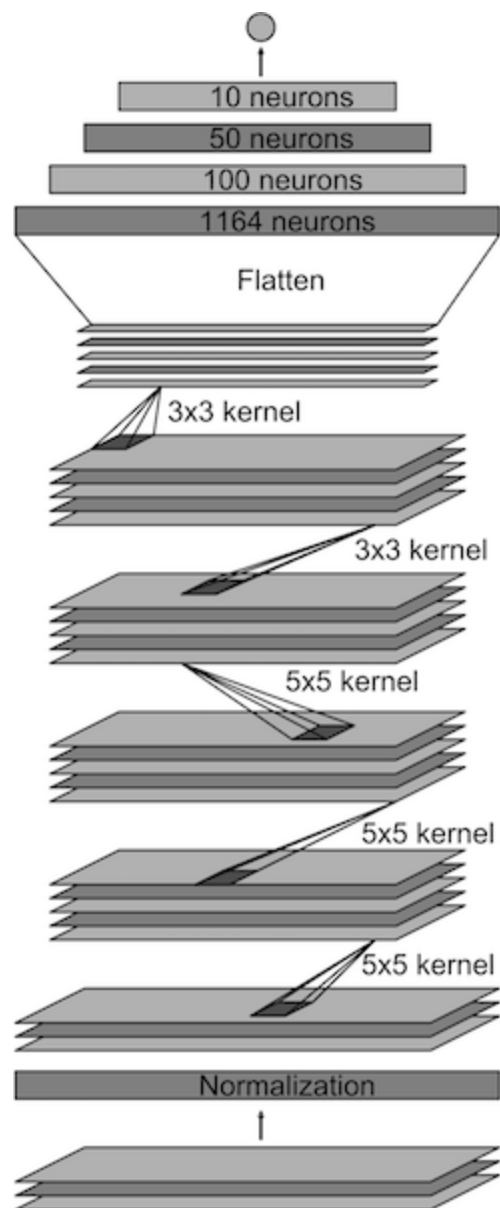 10 neurons
50 neurons
100 neurons
1164 neurons
Flatten
3x3 kernel
3x3 kernel
5x5 kernel
5x5 kernel
5x5 kernel
Normalization